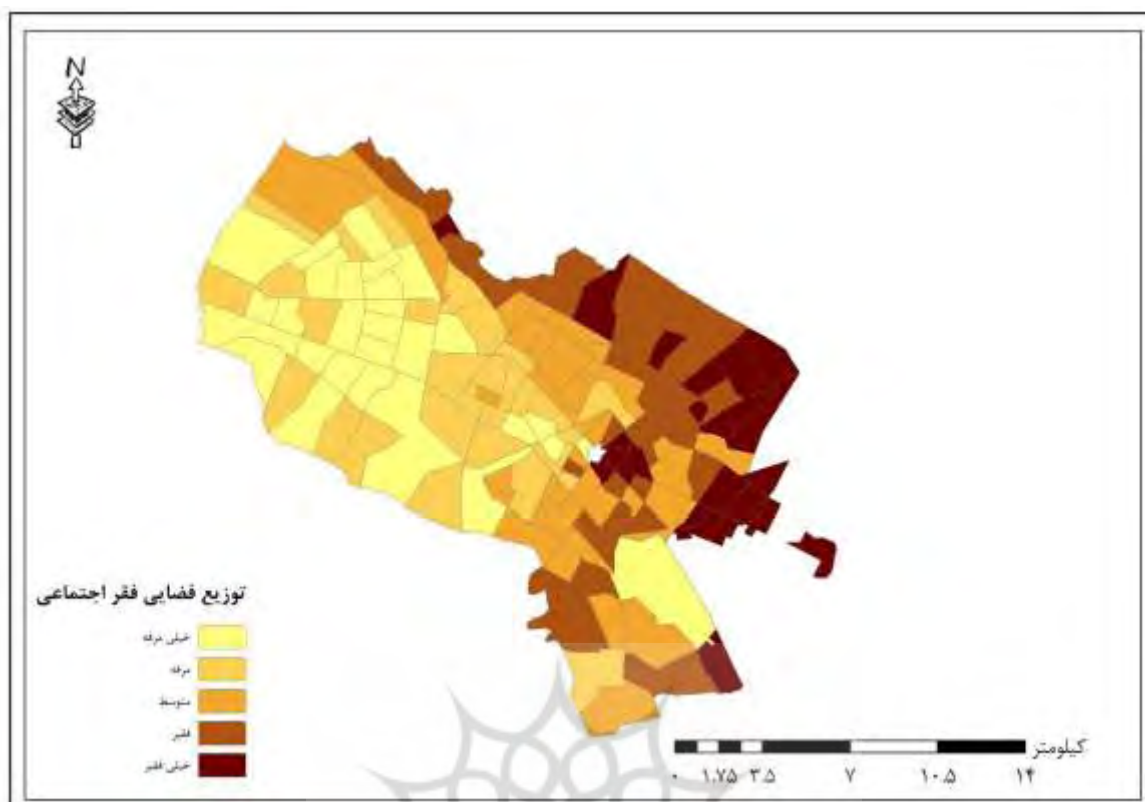 N
توزیع فضایی فقر اجتماعی
خیلی مرفه
مرفه
متوسط
فقیر
خیلی فقیر
کیلومتر
۰ ۱.۷۵ ۳.۵ ۷ ۱۰.۵ ۱۴